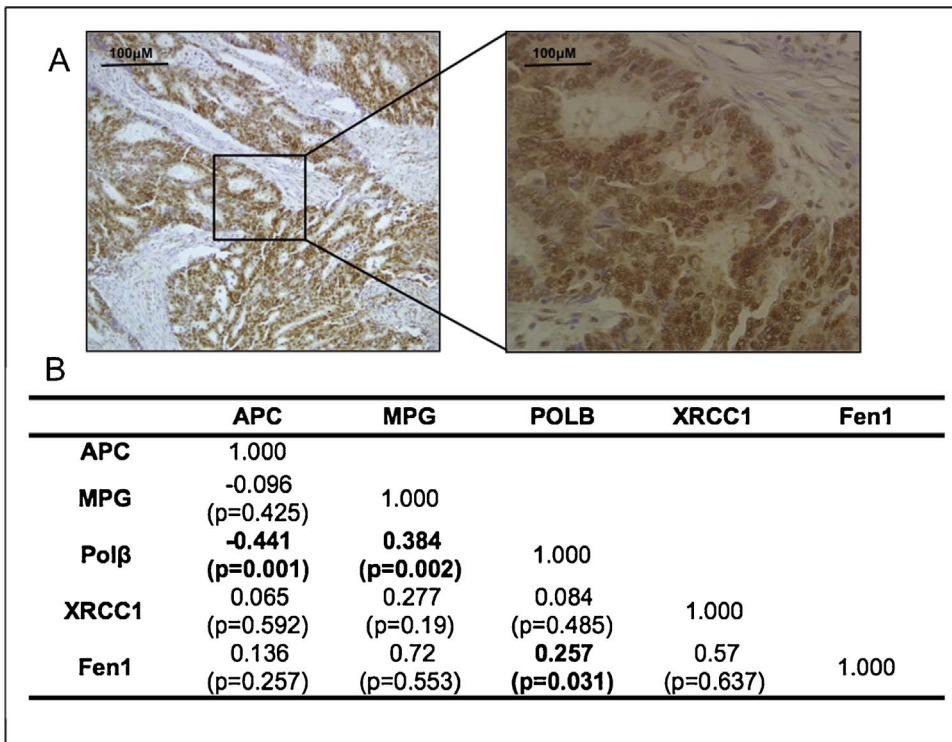 A
100μM
100μM
B
APC MPG POLB XRCC1 Fen1
APC 1.000
MPG -0.096 1.000
(p=0.425)
Polβ -0.441 0.384 1.000
(p=0.001) (p=0.002)
XRCC1 0.065 0.277 0.084 1.000
(p=0.592) (p=0.19) (p=0.485)
Fen1 0.136 0.72 0.257 0.57 1.000
(p=0.257) (p=0.553) (p=0.031) (p=0.637)